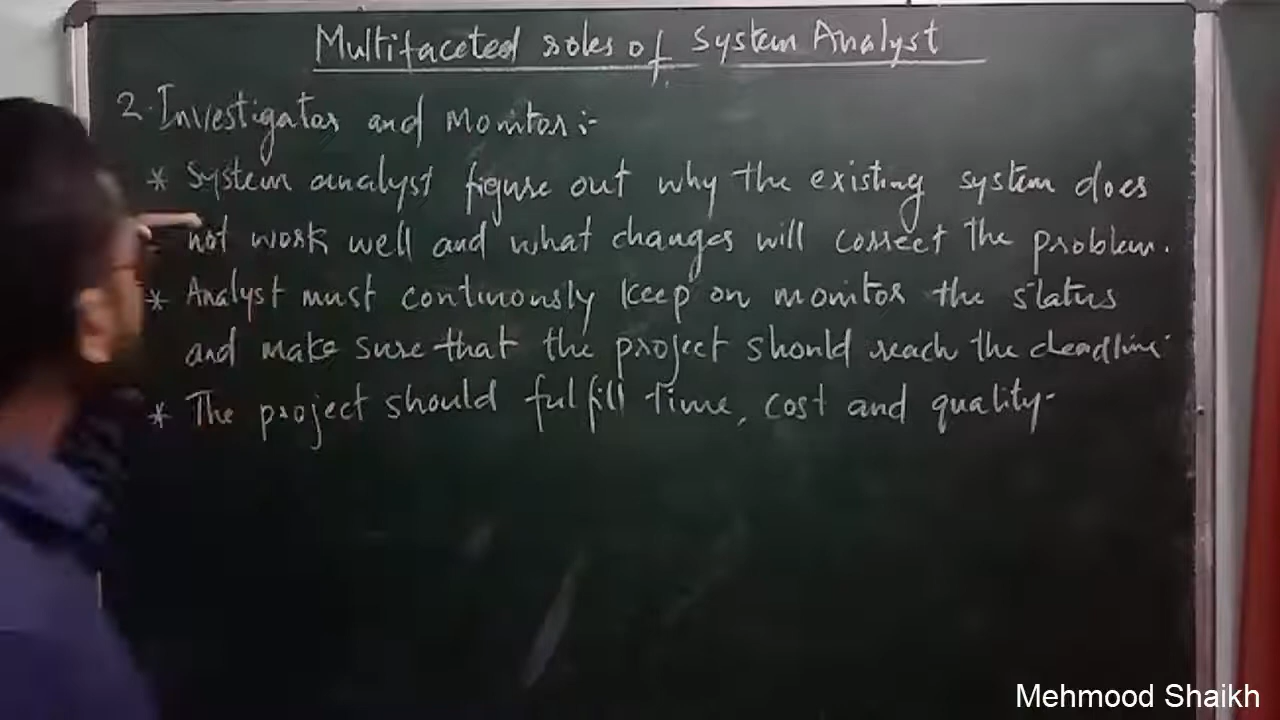 Multifaceted roles of System Analyst
2. Investigator and Monitor:-
* System analyst figure out why the existing system does
not work well and what changes will correct the problem.
* Analyst must continously keep on monitor the status
and make sure that the project should reach the deadline.
* The project should fulfill time, cost and quality.
Mehmood Shaikh